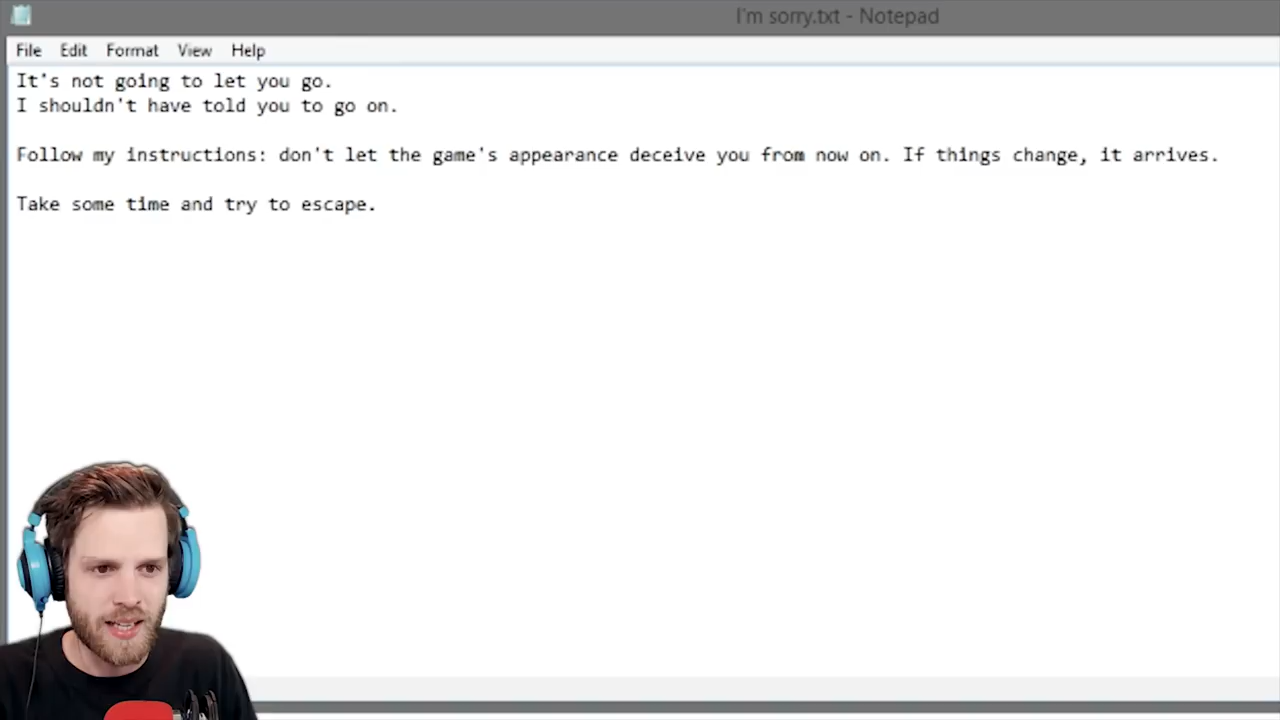 I'm sorry.txt - Notepad
File Edit Format View Help
It's not going to let you go.
I shouldn't have told you to go on.
Follow my instructions: don't let the game's appearance deceive you from now on. If things change, it arrives.
Take some time and try to escape.